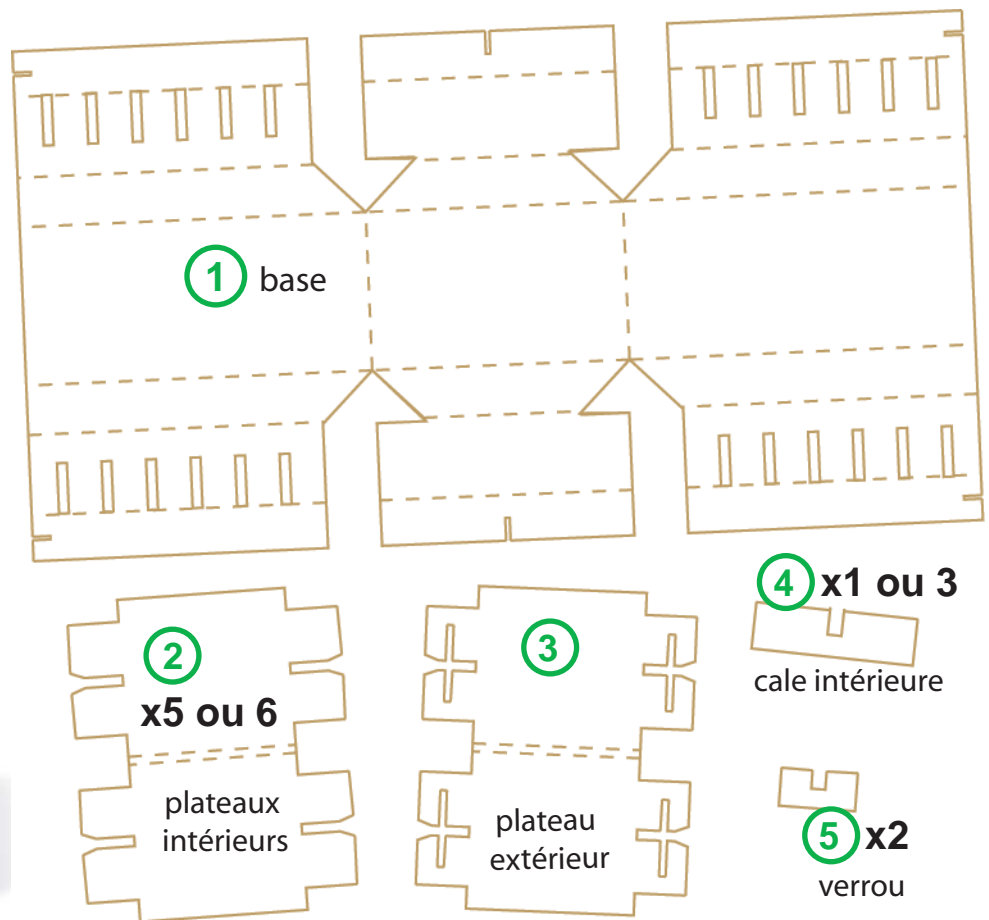 1 base
4 x1 ou 3
cale intérieure
2
x5 ou 6
plateaux
intérieurs
3
plateau
extérieur
5 x2
verrou